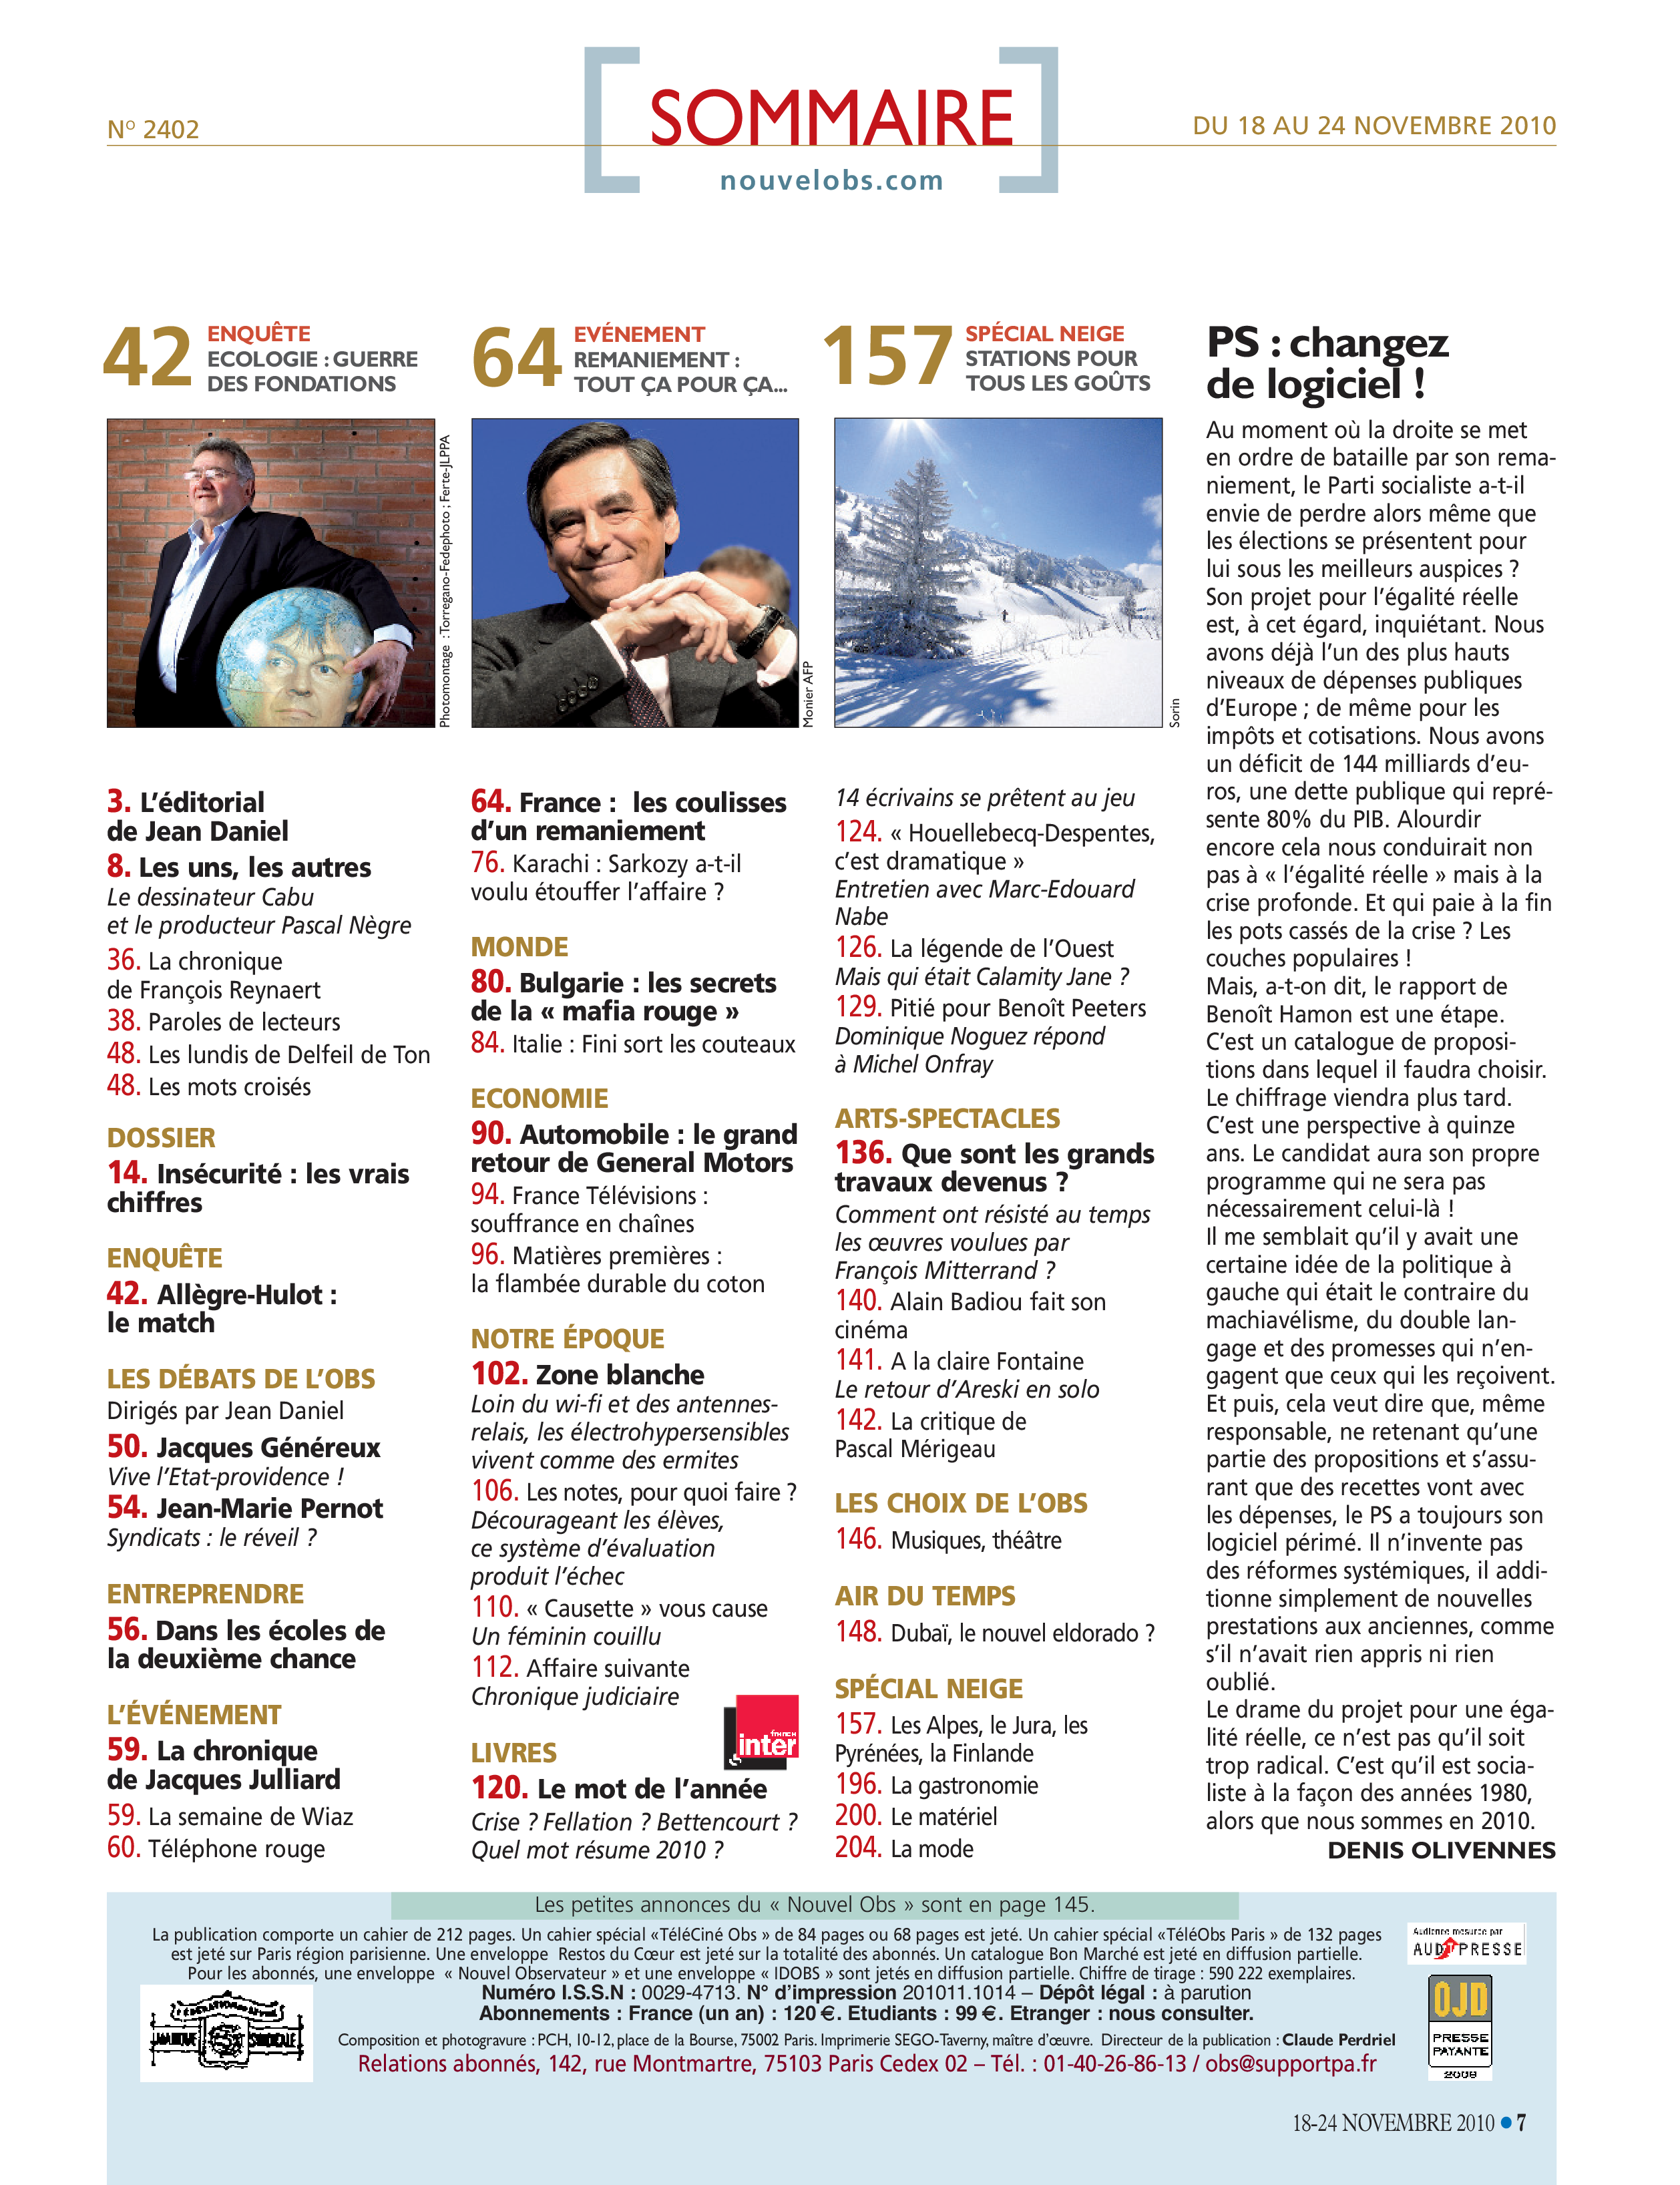 SOMMAIRE
N° 2402
DU 18 AU 24 NOVEMBRE 2010
nouvelobs.com
42
ENQUÊTE
ECOLOGIE : GUERRE
DES FONDATIONS
Photomontage : Torregano-Fedephoto ; Ferte-JLPPA
64
EVÉNEMENT
REMANIEMENT :
TOUT ÇA POUR ÇA...
Monier AFP
157
SPÉCIAL NEIGE
STATIONS POUR
TOUS LES GOÛTS
Sorin
3. L’éditorial
de Jean Daniel
8. Les uns, les autres
Le dessinateur Cabu
et le producteur Pascal Nègre
36. La chronique
de François Reynaert
38. Paroles de lecteurs
48. Les lundis de Delfeil de Ton
48. Les mots croisés
DOSSIER
14. Insécurité : les vrais
chiffres
ENQUÊTE
42. Allègre-Hulot :
le match
LES DÉBATS DE L’OBS
Dirigés par Jean Daniel
50. Jacques Généreux
Vive l’Etat-providence !
54. Jean-Marie Pernot
Syndicats : le réveil ?
ENTREPRENDRE
56. Dans les écoles de
la deuxième chance
L’ÉVÉNEMENT
59. La chronique
de Jacques Julliard
59. La semaine de Wiaz
60. Téléphone rouge
64. France : les coulisses
d’un remaniement
76. Karachi : Sarkozy a-t-il
voulu étouffer l’affaire ?
MONDE
80. Bulgarie : les secrets
de la « mafia rouge »
84. Italie : Fini sort les couteaux
ECONOMIE
90. Automobile : le grand
retour de General Motors
94. France Télévisions :
souffrance en chaînes
96. Matières premières :
la flambée durable du coton
NOTRE ÉPOQUE
102. Zone blanche
Loin du wi-fi et des antennes-
relais, les électrohypersensibles
vivent comme des ermites
106. Les notes, pour quoi faire ?
Décourageant les élèves,
ce système d’évaluation
produit l’échec
110. « Causette » vous cause
Un féminin couillu
112. Affaire suivante
Chronique judiciaire
france
inter
LIVRES
120. Le mot de l’année
Crise ? Fellation ? Bettencourt ?
Quel mot résume 2010 ?
14 écrivains se prêtent au jeu
124. « Houellebecq-Despentes,
c’est dramatique »
Entretien avec Marc-Edouard
Nabe
126. La légende de l’Ouest
Mais qui était Calamity Jane ?
129. Pitié pour Benoît Peeters
Dominique Noguez répond
à Michel Onfray
ARTS-SPECTACLES
136. Que sont les grands
travaux devenus ?
Comment ont résisté au temps
les œuvres voulues par
François Mitterrand ?
140. Alain Badiou fait son
cinéma
141. A la claire Fontaine
Le retour d’Areski en solo
142. La critique de
Pascal Mérigeau
LES CHOIX DE L’OBS
146. Musiques, théâtre
AIR DU TEMPS
148. Dubaï, le nouvel eldorado ?
SPÉCIAL NEIGE
157. Les Alpes, le Jura, les
Pyrénées, la Finlande
196. La gastronomie
200. Le matériel
204. La mode
PS : changez
de logiciel !
Au moment où la droite se met
en ordre de bataille par son rema-
niement, le Parti socialiste a-t-il
envie de perdre alors même que
les élections se présentent pour
lui sous les meilleurs auspices ?
Son projet pour l’égalité réelle
est, à cet égard, inquiétant. Nous
avons déjà l’un des plus hauts
niveaux de dépenses publiques
d’Europe ; de même pour les
impôts et cotisations. Nous avons
un déficit de 144 milliards d’eu-
ros, une dette publique qui repré-
sente 80% du PIB. Alourdir
encore cela nous conduirait non
pas à « l’égalité réelle » mais à la
crise profonde. Et qui paie à la fin
les pots cassés de la crise ? Les
couches populaires !
Mais, a-t-on dit, le rapport de
Benoît Hamon est une étape.
C’est un catalogue de proposi-
tions dans lequel il faudra choisir.
Le chiffrage viendra plus tard.
C’est une perspective à quinze
ans. Le candidat aura son propre
programme qui ne sera pas
nécessairement celui-là !
Il me semblait qu’il y avait une
certaine idée de la politique à
gauche qui était le contraire du
machiavélisme, du double lan-
gage et des promesses qui n’en-
gagent que ceux qui les reçoivent.
Et puis, cela veut dire que, même
responsable, ne retenant qu’une
partie des propositions et s’assu-
rant que des recettes vont avec
les dépenses, le PS a toujours son
logiciel périmé. Il n’invente pas
des réformes systémiques, il addi-
tionne simplement de nouvelles
prestations aux anciennes, comme
s’il n’avait rien appris ni rien
oublié.
Le drame du projet pour une éga-
lité réelle, ce n’est pas qu’il soit
trop radical. C’est qu’il est socia-
liste à la façon des années 1980,
alors que nous sommes en 2010.
DENIS OLIVENNES
Les petites annonces du « Nouvel Obs » sont en page 145.
La publication comporte un cahier de 212 pages. Un cahier spécial «TéléCiné Obs » de 84 pages ou 68 pages est jeté. Un cahier spécial «TéléObs Paris » de 132 pages
est jeté sur Paris région parisienne. Une enveloppe Restos du Cœur est jeté sur la totalité des abonnés. Un catalogue Bon Marché est jeté en diffusion partielle.
Pour les abonnés, une enveloppe « Nouvel Observateur » et une enveloppe « IDOBS » sont jetés en diffusion partielle. Chiffre de tirage : 590 222 exemplaires.
Numéro I.S.S.N : 0029-4713. N° d’impression 201011.1014 – Dépôt légal : à parution
Abonnements : France (un an) : 120 €. Etudiants : 99 €. Etranger : nous consulter.
Composition et photogravure : PCH, 10-12, place de la Bourse, 75002 Paris. Imprimerie SEGO-Taverny, maître d’œuvre. Directeur de la publication : Claude Perdriel
Relations abonnés, 142, rue Montmartre, 75103 Paris Cedex 02 – Tél. : 01-40-26-86-13 / obs@supportpa.fr
Audience mesurée par
AUDIPRESSE
OJD
PRESSE
PAYANTE
2009
18-24 NOVEMBRE 2010 • 7